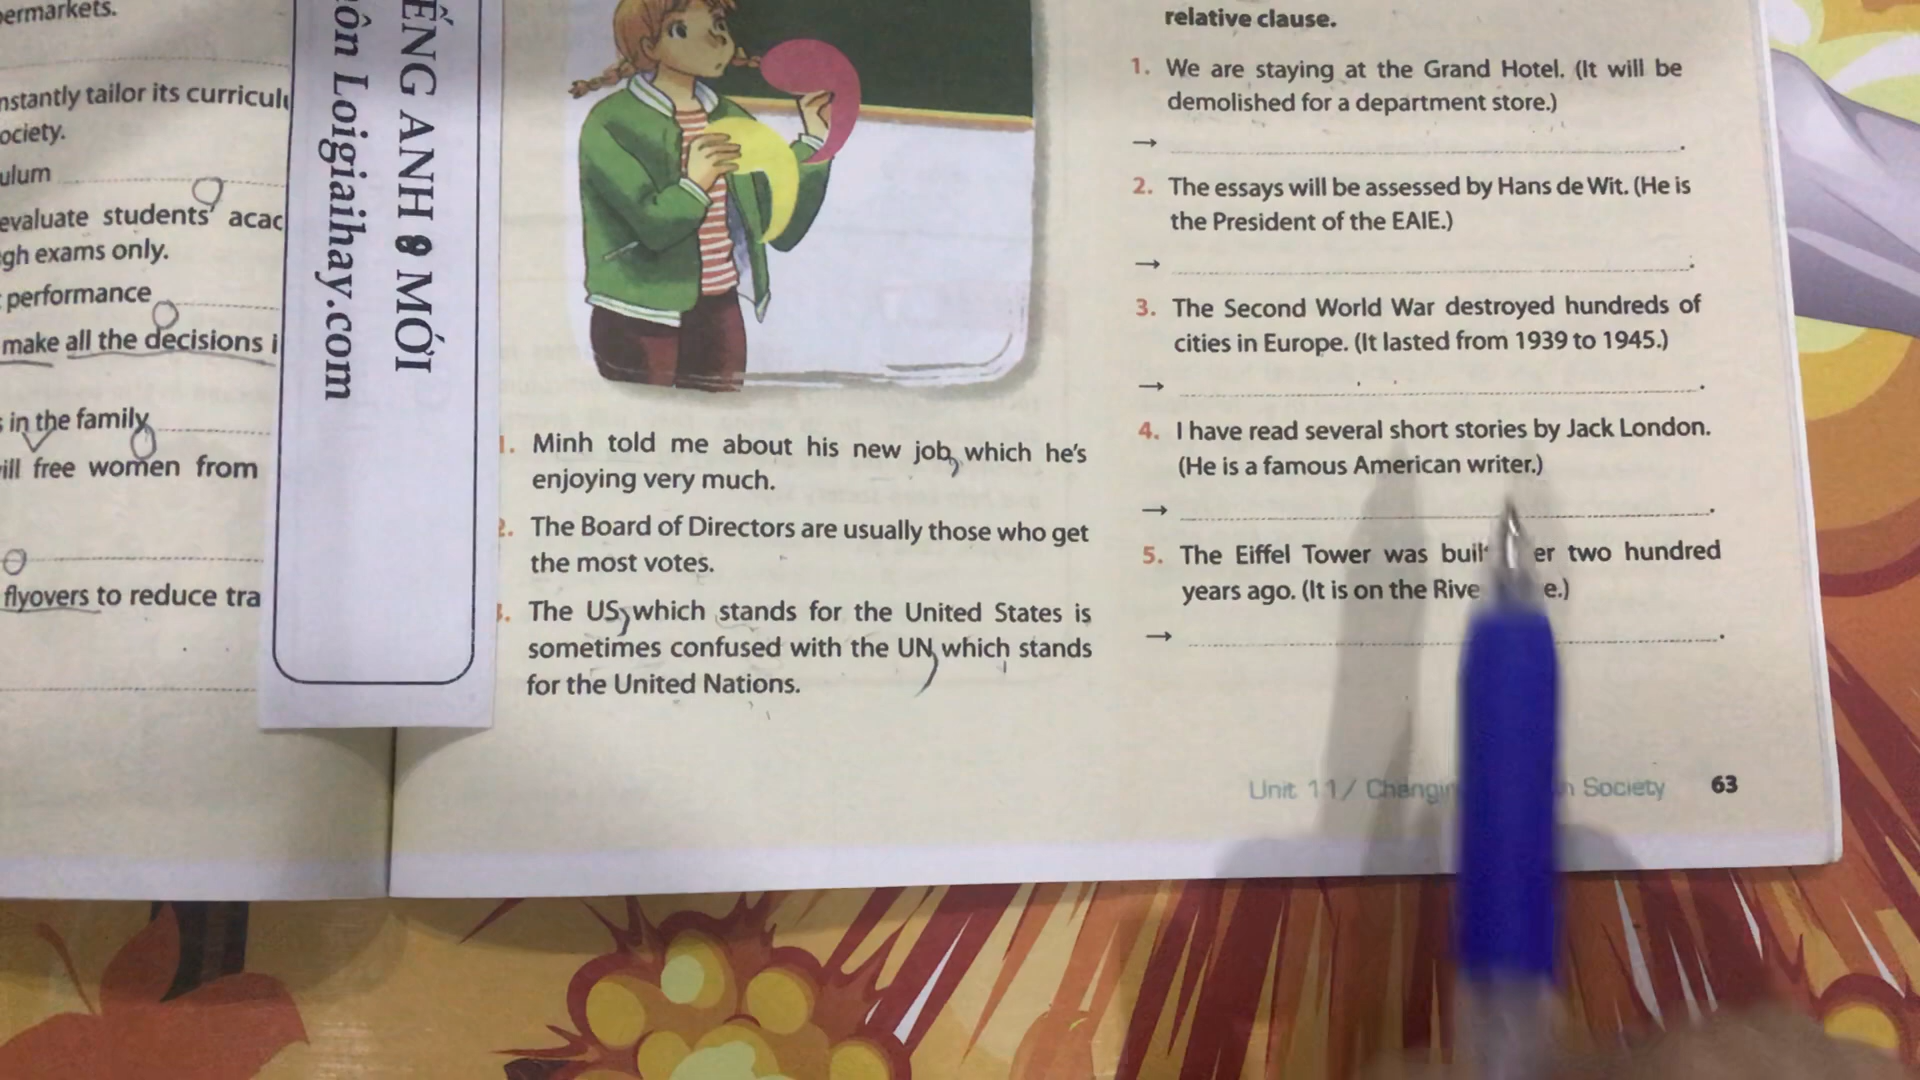 permarkets.
nstantly tailor its
ociety.
ulum
evaluate students' acac
gh exams only.
performance
make all the decisions i
in the family
ill free women from
flyovers to reduce tra
ẾNG ANH 9 MỚI
ôn Loigiaihay.com
1. Minh told me about his new job, which he's
enjoying very much.
2. The Board of Directors are usually those who get
the most votes.
3. The US, which stands for the United States is
sometimes confused with the UN, which stands
for the United Nations.
relative clause.
1. We are staying at the Grand Hotel. (It will be
demolished for a department store.)
→ .
2. The essays will be assessed by Hans de Wit. (He is
the President of the EAIE.)
→ .
3. The Second World War destroyed hundreds of
cities in Europe. (It lasted from 1939 to 1945.)
→ .
4. I have read several short stories by Jack London.
(He is a famous American writer.)
→ .
5. The Eiffel Tower was two hundred
years ago. (It is on the
→ .
Unit 11/ Society 63